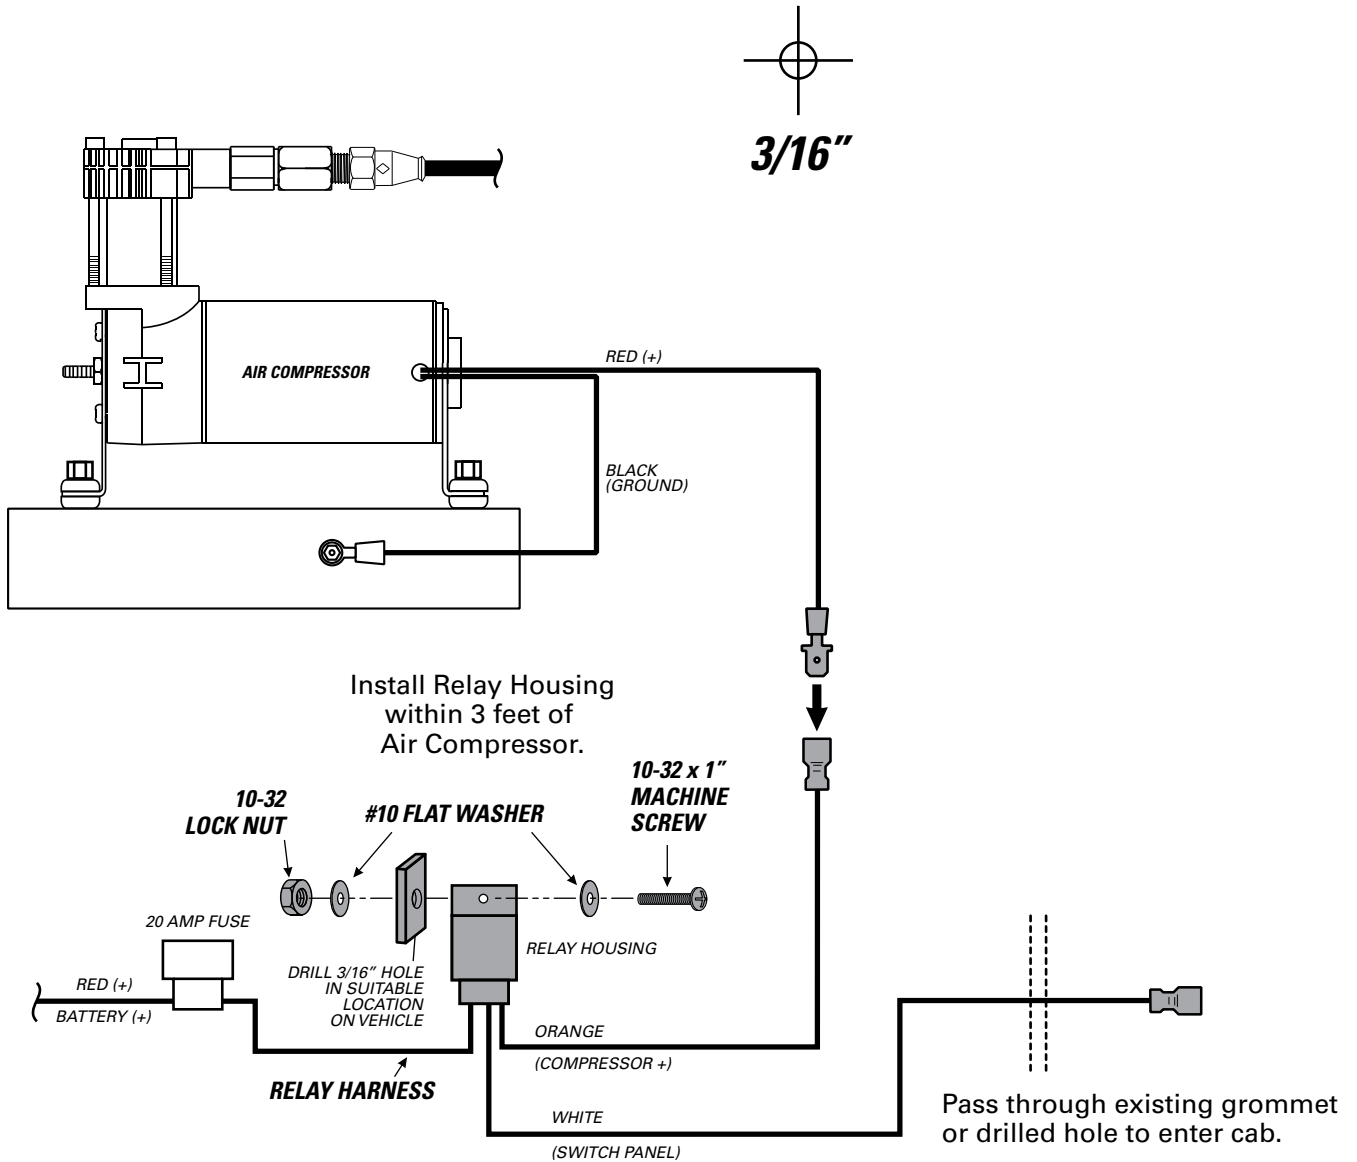 3/16”
RED (+)
AIR COMPRESSOR
BLACK
(GROUND)
Install Relay Housing
within 3 feet of
Air Compressor.
10-32
LOCK NUT
#10 FLAT WASHER
10-32 x 1”
MACHINE
SCREW
20 AMP FUSE
RELAY HOUSING
DRILL 3/16” HOLE
IN SUITABLE
LOCATION
ON VEHICLE
RED (+)
BATTERY (+)
ORANGE
(COMPRESSOR +)
RELAY HARNESS
WHITE
(SWITCH PANEL)
Pass through existing grommet
or drilled hole to enter cab.